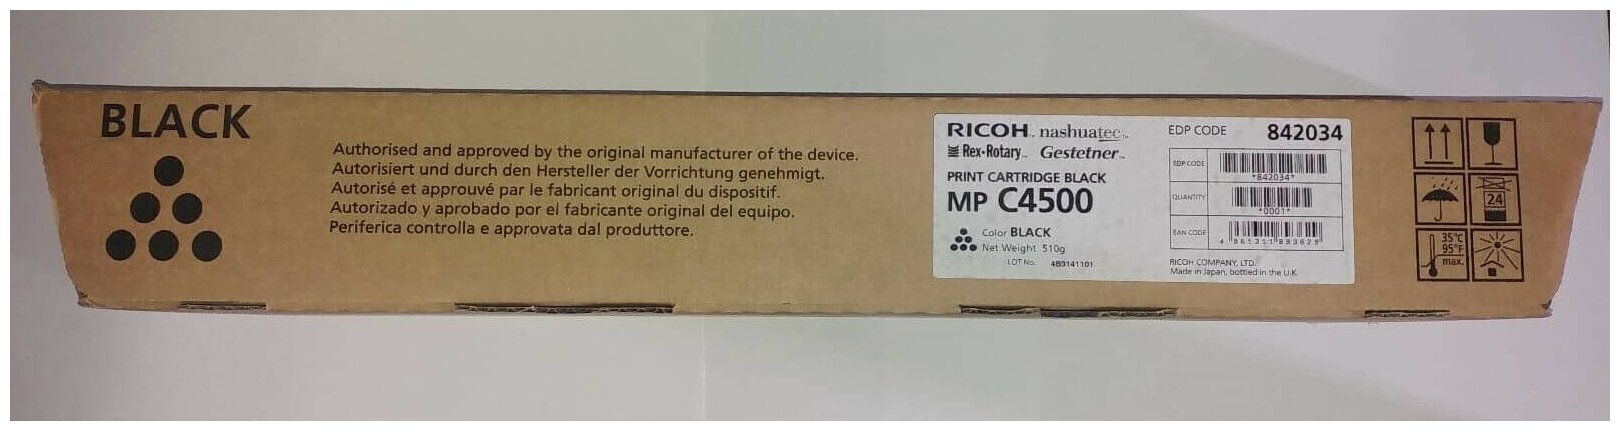 BLACK
Authorised and approved by the original manufacturer of the device.
Autorisiert und durch den Hersteller der Vorrichtung genehmigt.
Autorisé et approuvé par le fabricant original du dispositif.
Autorizado y aprobado por el fabricante original del equipo.
Periferica controlla e approvata dal produttore.
RICOH nashuatec
Rex-Rotary Gestetner
PRINT CARTRIDGE BLACK
MP C4500
Color BLACK
Net Weight 510g
LOT No. 4B3141101
EDP CODE 842034
EDP CODE
*842034*
QUANTITY
*0001*
EAN CODE
4 961311 883629
RICOH COMPANY, LTD.
Made in Japan, bottled in the U.K
24
35°C
95°F
max.